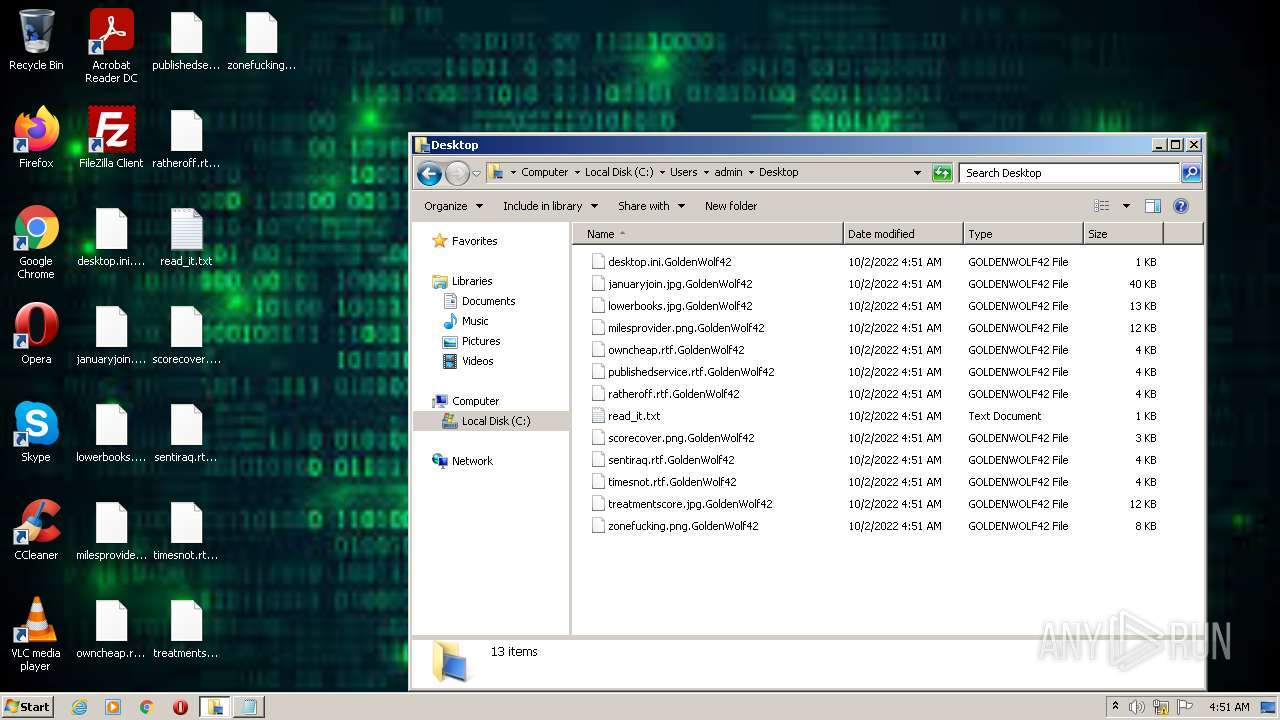 Recycle Bin
Acrobat Reader DC
publishedse...
zonefucking....
Firefox
FileZilla Client
ratheroff.rt...
Google Chrome
desktop.ini....
read_it.txt
Opera
januaryjoin....
scorecover....
Skype
lowerbooks....
sentiraq.rt...
CCleaner
milesprovide...
timesnot.rt...
VLC media player
owncheap.r...
treatments...
Desktop
Computer
Local Disk (C:)
Users
admin
Desktop
Search Desktop
Organize
Include in library
Share with
New folder
Favorites
Libraries
Documents
Music
Pictures
Videos
Computer
Local Disk (C:)
Network
Name Date modified Type Size
desktop.ini.GoldenWolf42 10/2/2022 4:51 AM GOLDENWOLF42 File 1 KB
januaryjoin.jpg.GoldenWolf42 10/2/2022 4:51 AM GOLDENWOLF42 File 40 KB
lowerbooks.jpg.GoldenWolf42 10/2/2022 4:51 AM GOLDENWOLF42 File 13 KB
milesprovider.png.GoldenWolf42 10/2/2022 4:51 AM GOLDENWOLF42 File 12 KB
owncheap.rtf.GoldenWolf42 10/2/2022 4:51 AM GOLDENWOLF42 File 4 KB
publishedservice.rtf.GoldenWolf42 10/2/2022 4:51 AM GOLDENWOLF42 File 4 KB
ratheroff.rtf.GoldenWolf42 10/2/2022 4:51 AM GOLDENWOLF42 File 4 KB
read_it.txt 10/2/2022 4:51 AM Text Document 1 KB
scorecover.png.GoldenWolf42 10/2/2022 4:51 AM GOLDENWOLF42 File 3 KB
sentiraq.rtf.GoldenWolf42 10/2/2022 4:51 AM GOLDENWOLF42 File 4 KB
timesnot.rtf.GoldenWolf42 10/2/2022 4:51 AM GOLDENWOLF42 File 4 KB
treatmentscore.jpg.GoldenWolf42 10/2/2022 4:51 AM GOLDENWOLF42 File 12 KB
zonefucking.png.GoldenWolf42 10/2/2022 4:51 AM GOLDENWOLF42 File 8 KB
13 items
ANY RUN
Start
4:51 AM